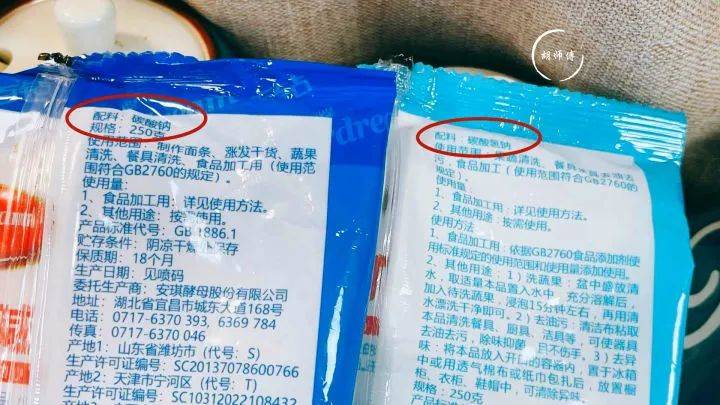 胡师傅
配料：碳酸钠
规格：250克
使用范围：制作面条、涨发干货、蔬果
清洗、餐具清洗、食品加工用（使用范
围符合GB2760的规定）。
使用量：
1、食品加工用：详见使用方法。
2、其他用途：按需使用。
产品标准代号：GB1886.1
贮存条件：阴凉干燥处保存
保质期：18个月
生产日期：见喷码
委托生产商：安琪酵母股份有限公司
地址：湖北省宜昌市城东大道168号
电话：0717-6370 393, 6369 784
传真：0717-6370 046
产地1：山东省潍坊市（代号：S）
生产许可证编号：SC20137078600766
产地2：天津市宁河区（代号：T）
生产许可证编号：SC10312022108432
配料：碳酸氢钠
使用范围：果蔬清洗、餐具
污，食品加工（使用范围符合GB2760的
规定）。
使用量
1、食品加工用：详见使用方法。
2、其他用途：按需使用。
使用方法
1、食品加工用：依据GB2760食品添加剂使
用标准规定的使用范围和使用量添加使用。
2、其他用途：1）洗蔬果：盆中盛放清
水，取适量本品置入水中，充分溶解后，
加入待洗蔬果，浸泡15分钟左右，再用清
水漂洗干净即可。2）去油污：清洁布粘取
本品清洗餐具、厨具、洁具等，可使器具
去油去污，除味抑菌，且不伤手，3）去异
味：将本品放入开口的容器内，置于冰箱
中或用透气棉布或纸巾包扎后，放置橱
柜、衣柜、鞋帽中，可清除异味。
规格：250克